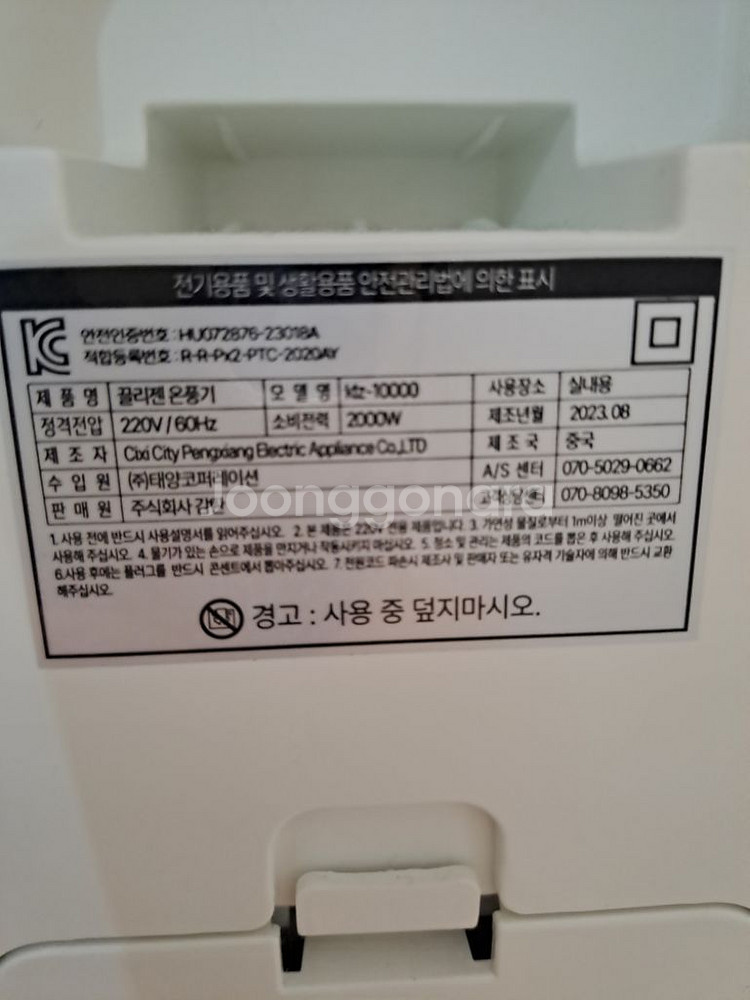 전기용품 및 생활용품 안전관리법에 의한 표시
안전인증번호 : HU072876-23018A
적합등록번호 : R-R-Px2-PTC-2020AY
제 품 명 끌리젠 온풍기 모 델 명 klz-10000 사용장소 실내용
정격전압 220V / 60Hz 소비전력 2000W 제조년월 2023.08
제 조 자 Cixi City Pengxiang Electric Appliance Co.,LTD 제 조 국 중국
수 입 원 (주)태양코퍼레이션 A/S 센터 070-5029-0662
판 매 원 주식회사 감탄 고객상담센터 070-8098-5350
joonggonara
1. 사용 전에 반드시 사용설명서를 읽어주십시오. 2. 본 제품은 220V 전용 제품입니다. 3. 가연성 물질로부터 1m이상 떨어진 곳에서
사용해 주십시오. 4. 물기가 있는 손으로 제품을 만지거나 작동시키지 마십시오. 5. 청소 및 관리는 제품의 코드를 뽑은 후 사용해 주십시오.
6.사용 후에는 플러그를 반드시 콘센트에서 뽑아주십시오. 7. 전원코드 파손시 제조사 및 판매자 또는 유자격 기술자에 의해 반드시 교환
해주십시오.
경고 : 사용 중 덮지마시오.